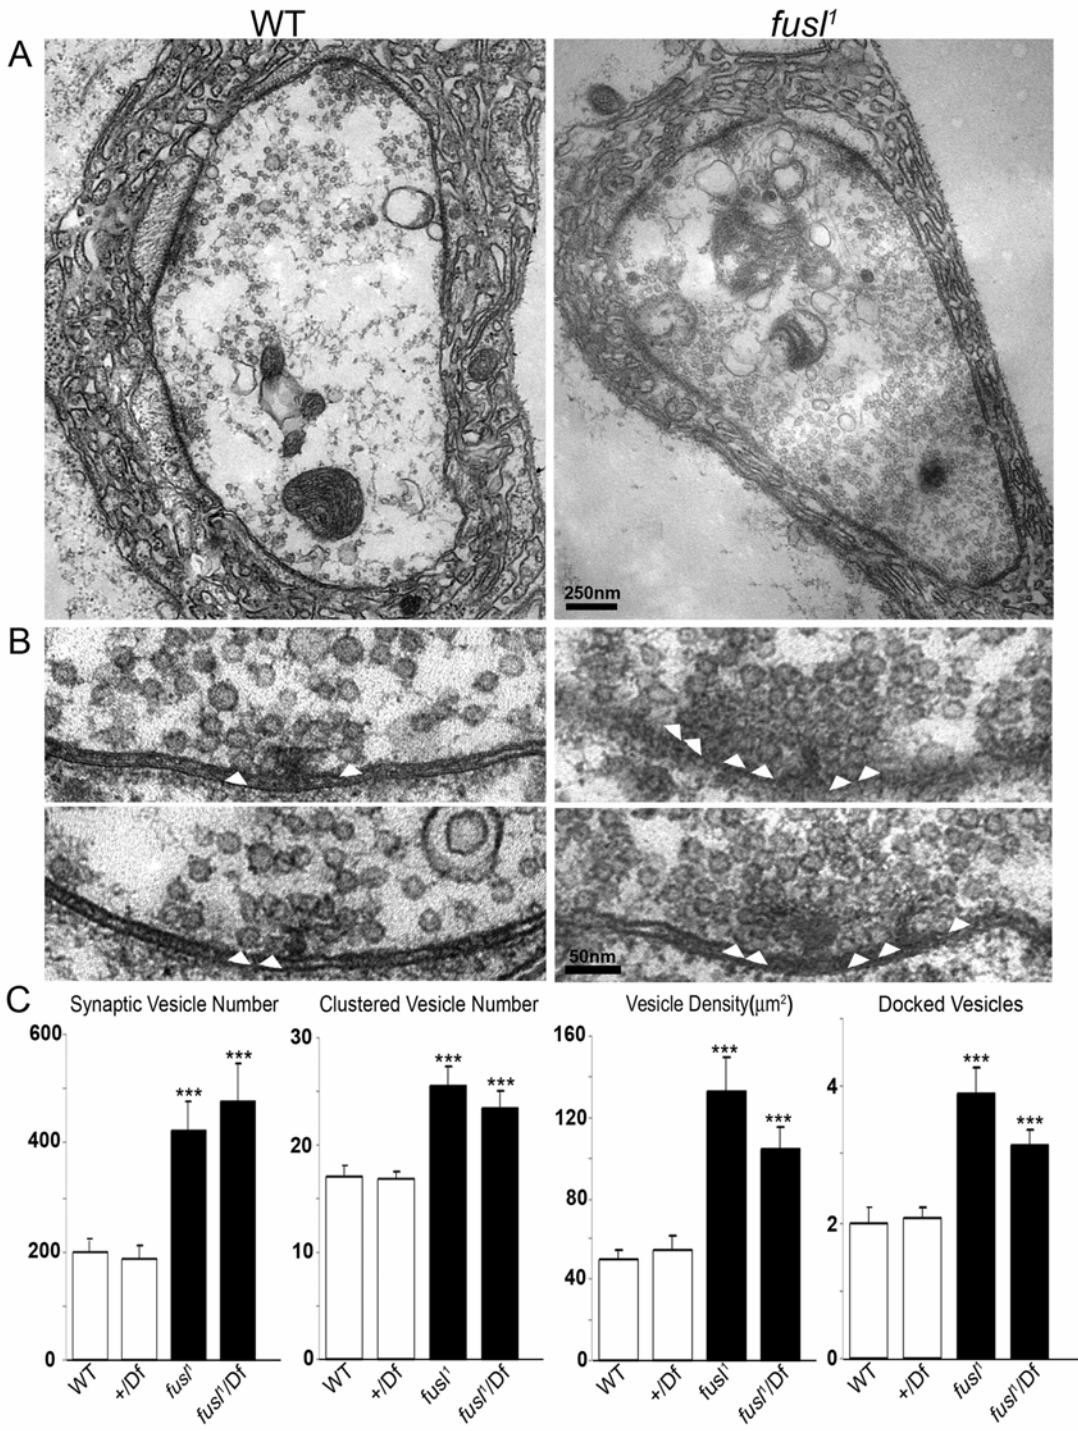 WT fusl¹
A
250nm
B
50nm
C
Synaptic Vesicle Number
600
400
200
0
WT +/Df fusl¹ fusl¹/Df
*** ***
Clustered Vesicle Number
30
20
10
0
WT +/Df fusl¹ fusl¹/Df
*** ***
Vesicle Density(µm²)
160
120
80
40
0
WT +/Df fusl¹ fusl¹/Df
*** ***
Docked Vesicles
4
2
0
WT +/Df fusl¹ fusl¹/Df
*** ***